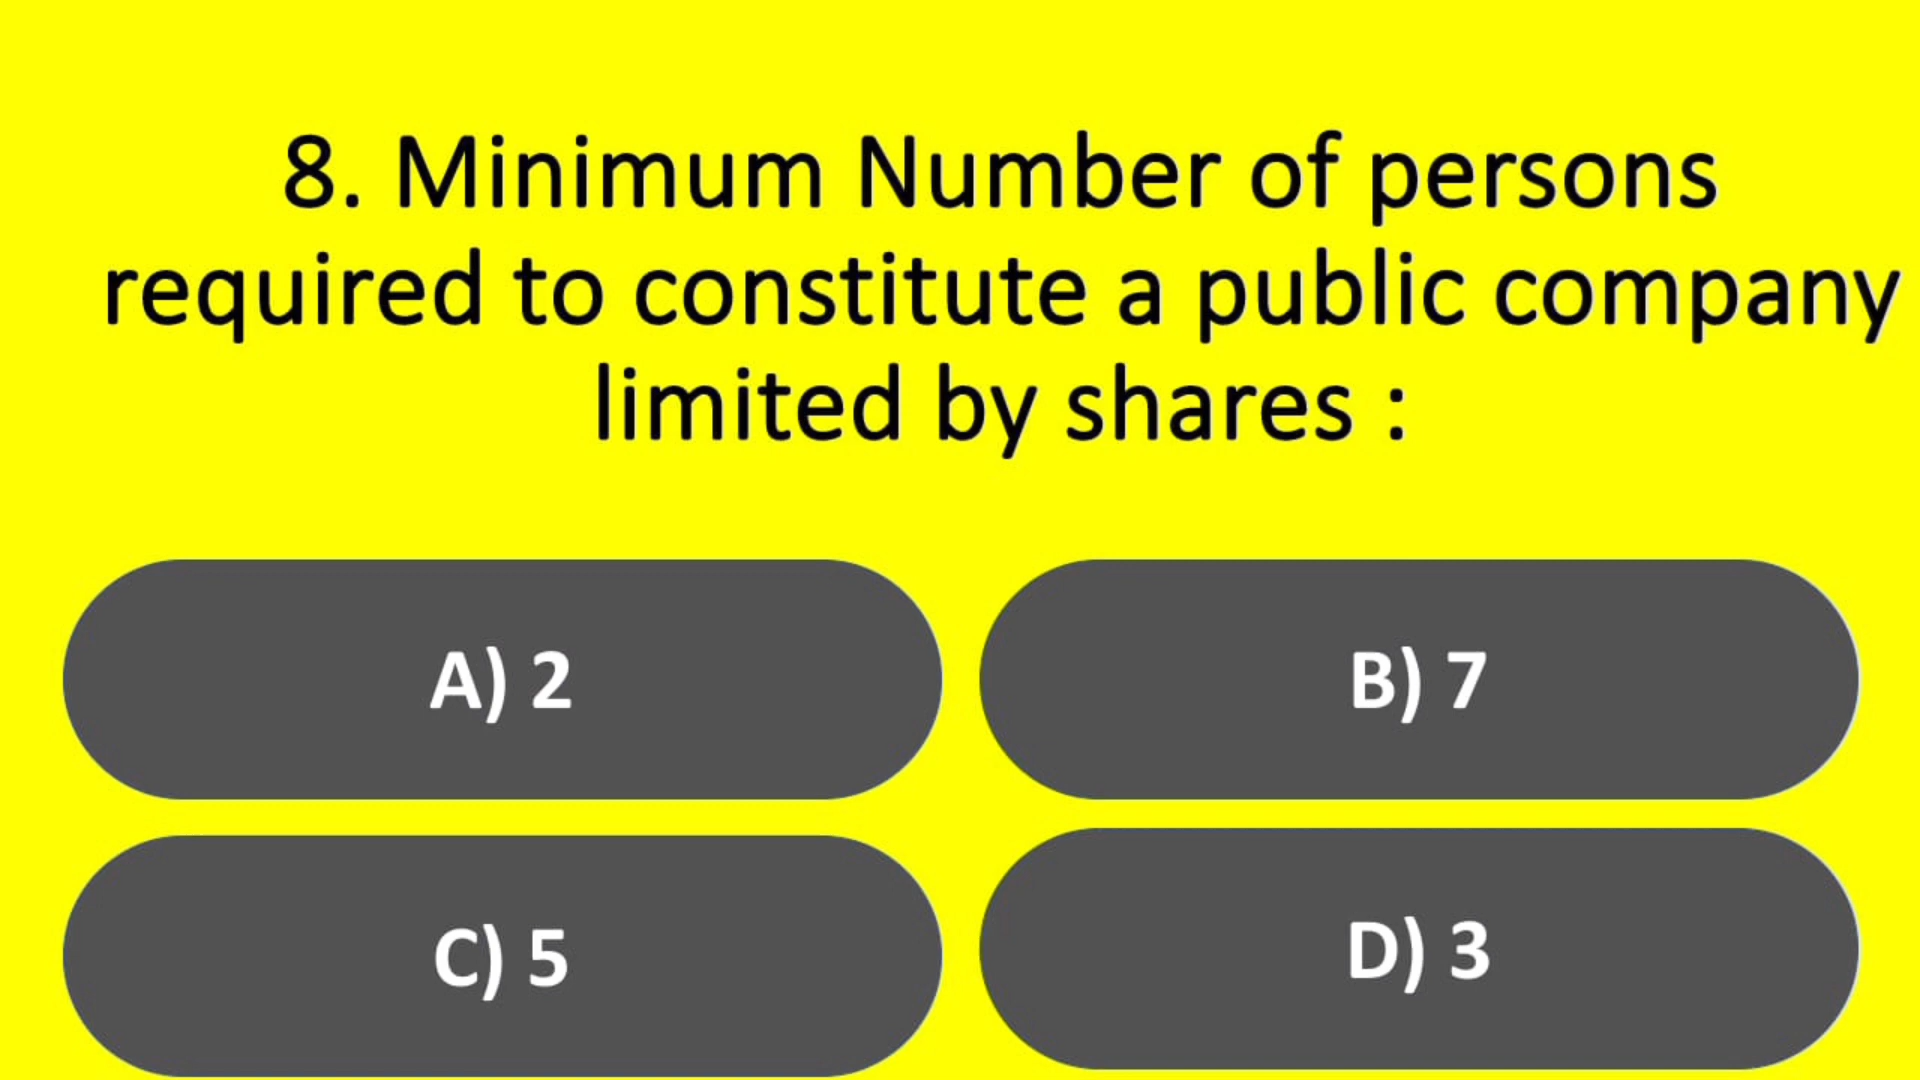 8. Minimum Number of persons
required to constitute a public company
limited by shares :
A) 2
B) 7
C) 5
D) 3